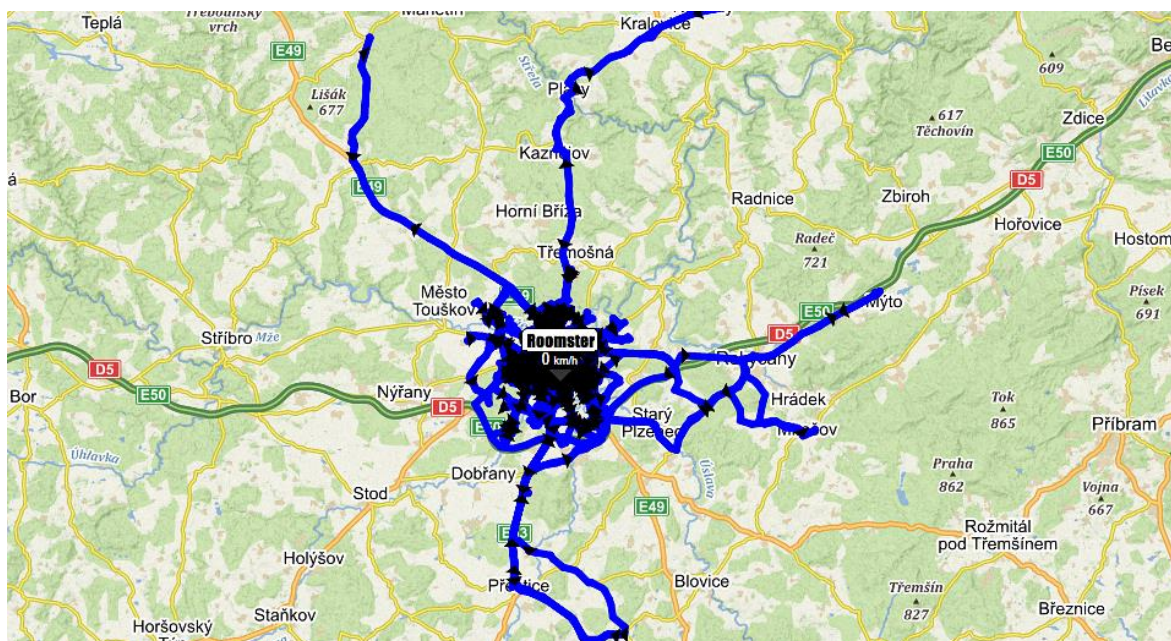 Teplá
Třebouňský
vrch
Manětín
E49
Lišák
677
Střela
Kralovice
Plasy
609
Litavka
617
Těchovín
Zdice
Kaznějov
E50
D5
E49
Radnice
Zbiroh
Hořovice
Horní Bříza
Radeč
721
Hostom
Třemošná
Písek
691
Město
Touškov
E50
Mýto
Stříbro
Mže
D5
Roomster
0 km/h
Rokycany
D5
E50
Bor
Nýřany
D5
Hrádek
Starý
Plzenec
Mirošov
Tok
865
Příbram
Úhlavka
Dobřany
Úslava
Praha
862
Stod
Vojna
667
E49
Rožmitál
pod Třemšínem
Holýšov
E53
Přeštice
Blovice
Třemšín
827
Staňkov
Březnice
Horšovský